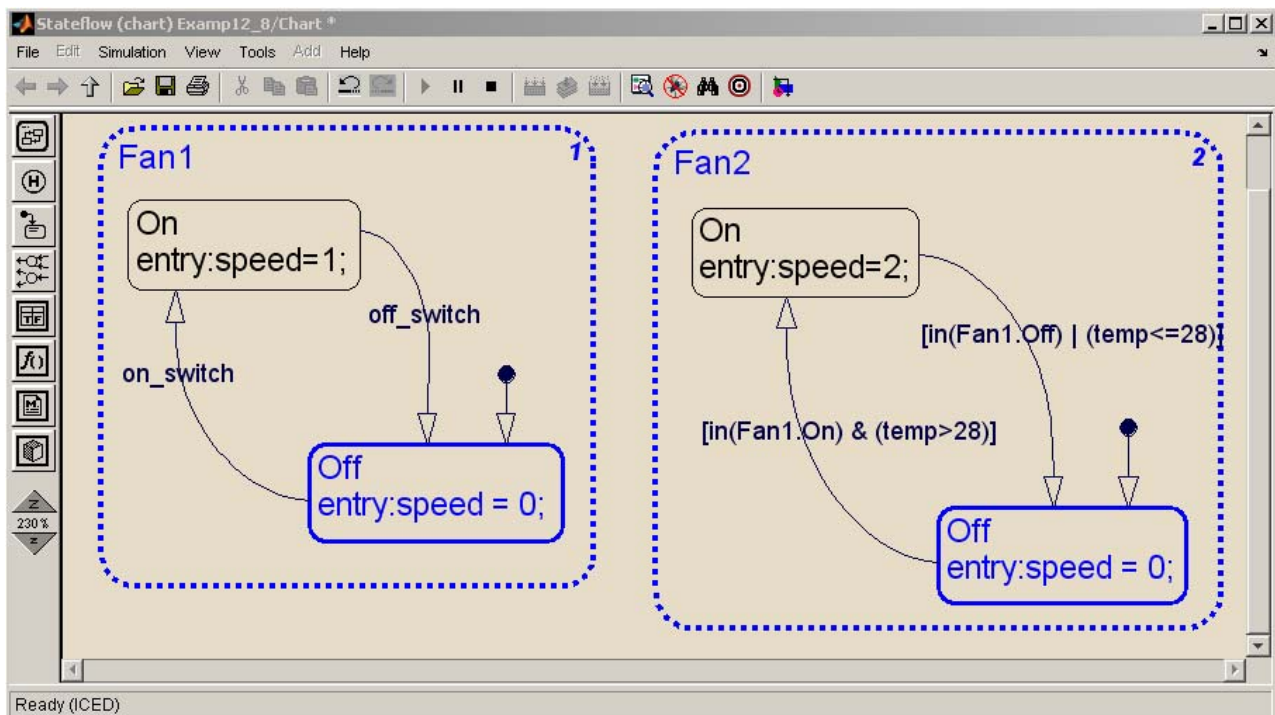 Stateflow (chart) Examp12_8/Chart *
File Edit Simulation View Tools Add Help
Fan1
1
On
entry:speed=1;
off_switch
on_switch
Off
entry:speed = 0;
Fan2
2
On
entry:speed=2;
[in(Fan1.Off) | (temp<=28)]
[in(Fan1.On) & (temp>28)]
Off
entry:speed = 0;
H
TF
f()
M
Z
230 %
Z
Ready (ICED)